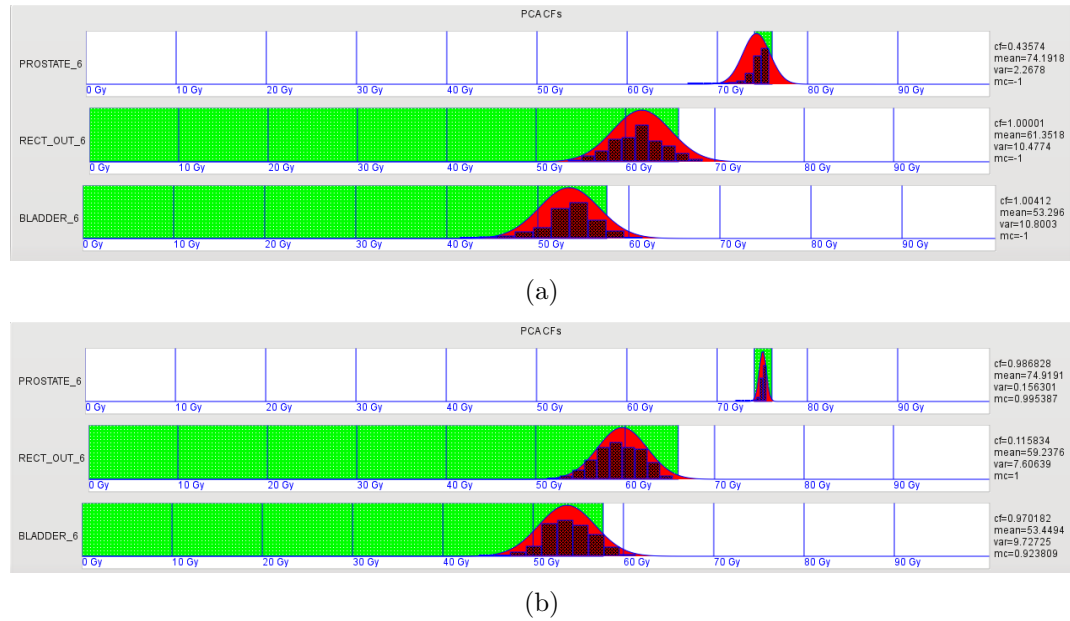 PCA CFs
PROSTATE_6
0 Gy 10 Gy 20 Gy 30 Gy 40 Gy 50 Gy 60 Gy 70 Gy 80 Gy 90 Gy
cf=0.43574
mean=74.1918
var=2.2678
mc=-1
RECT_OUT_6
0 Gy 10 Gy 20 Gy 30 Gy 40 Gy 50 Gy 60 Gy 70 Gy 80 Gy 90 Gy
cf=1.00001
mean=61.3518
var=10.4774
mc=-1
BLADDER_6
0 Gy 10 Gy 20 Gy 30 Gy 40 Gy 50 Gy 60 Gy 70 Gy 80 Gy 90 Gy
cf=1.00412
mean=53.296
var=10.8003
mc=-1
(a)
PCA CFs
PROSTATE_6
0 Gy 10 Gy 20 Gy 30 Gy 40 Gy 50 Gy 60 Gy 70 Gy 80 Gy 90 Gy
cf=0.986828
mean=74.9191
var=0.156301
mc=0.995387
RECT_OUT_6
0 Gy 10 Gy 20 Gy 30 Gy 40 Gy 50 Gy 60 Gy 70 Gy 80 Gy 90 Gy
cf=0.115834
mean=59.2376
var=7.60639
mc=1
BLADDER_6
0 Gy 10 Gy 20 Gy 30 Gy 40 Gy 50 Gy 60 Gy 70 Gy 80 Gy 90 Gy
cf=0.970182
mean=53.4494
var=9.72725
mc=0.923809
(b)